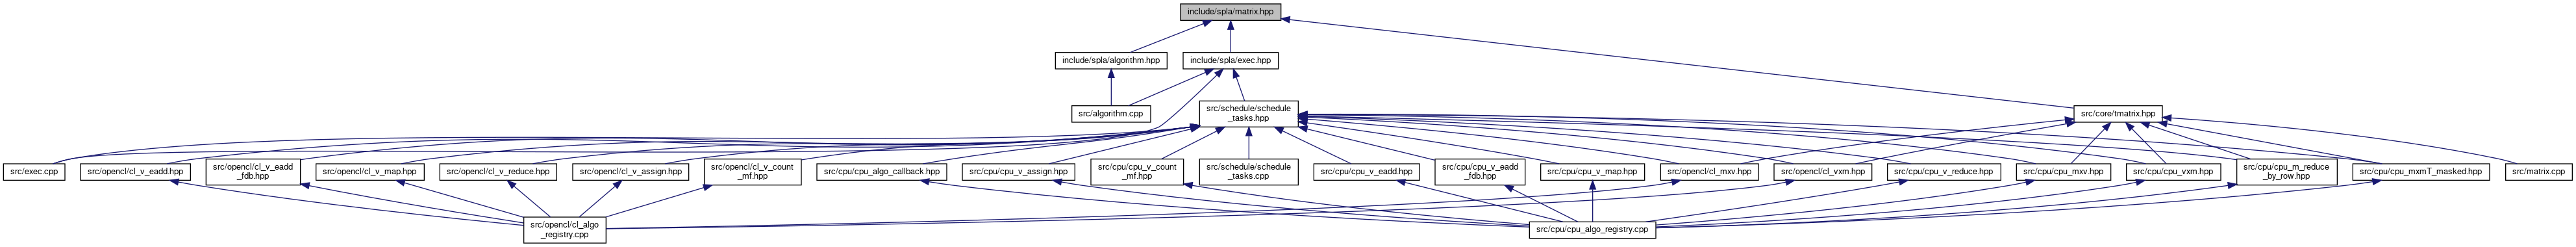 include/spla/matrix.hpp
include/spla/algorithm.hpp
include/spla/exec.hpp
src/algorithm.cpp
src/schedule/schedule
_tasks.hpp
src/core/tmatrix.hpp
src/exec.cpp
src/opencl/cl_v_eadd.hpp
src/opencl/cl_v_eadd
_fdb.hpp
src/opencl/cl_v_map.hpp
src/opencl/cl_v_reduce.hpp
src/opencl/cl_v_assign.hpp
src/opencl/cl_v_count
_mf.hpp
src/cpu/cpu_algo_callback.hpp
src/cpu/cpu_v_assign.hpp
src/cpu/cpu_v_count
_mf.hpp
src/schedule/schedule
_tasks.cpp
src/cpu/cpu_v_eadd.hpp
src/cpu/cpu_v_eadd
_fdb.hpp
src/cpu/cpu_v_map.hpp
src/opencl/cl_mxv.hpp
src/opencl/cl_vxm.hpp
src/cpu/cpu_v_reduce.hpp
src/cpu/cpu_mxv.hpp
src/cpu/cpu_vxm.hpp
src/cpu/cpu_m_reduce
_by_row.hpp
src/cpu/cpu_mxmT_masked.hpp
src/matrix.cpp
src/opencl/cl_algo
_registry.cpp
src/cpu/cpu_algo_registry.cpp